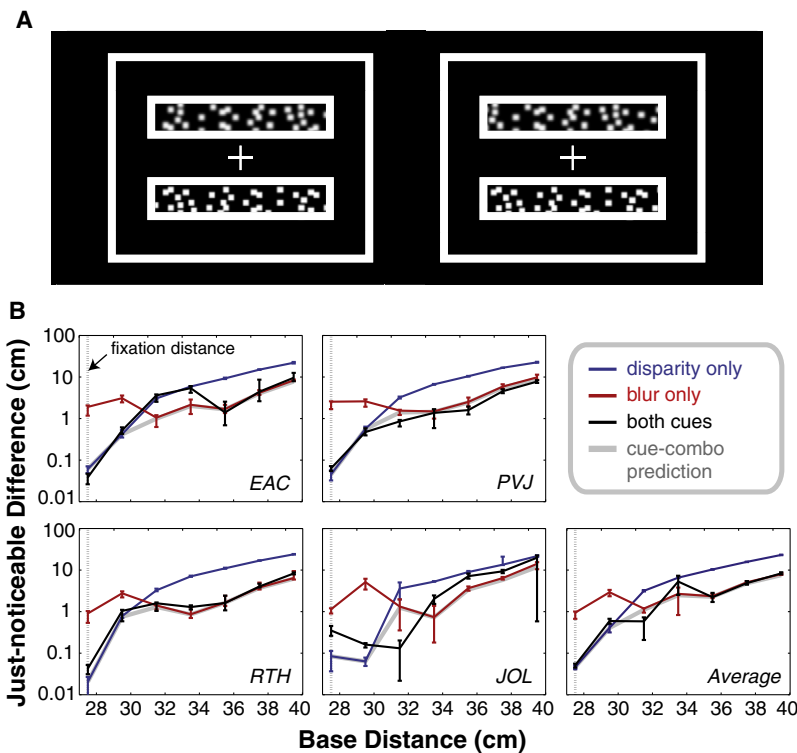 A
B
Just-noticeable Difference (cm)
100
10
1
0.1
0.01
fixation distance
EAC
PVJ
disparity only
blur only
both cues
cue-combo
prediction
100
10
1
0.1
0.01
RTH
JOL
Average
28 30 32 34 36 38 40
28 30 32 34 36 38 40
28 30 32 34 36 38 40
Base Distance (cm)